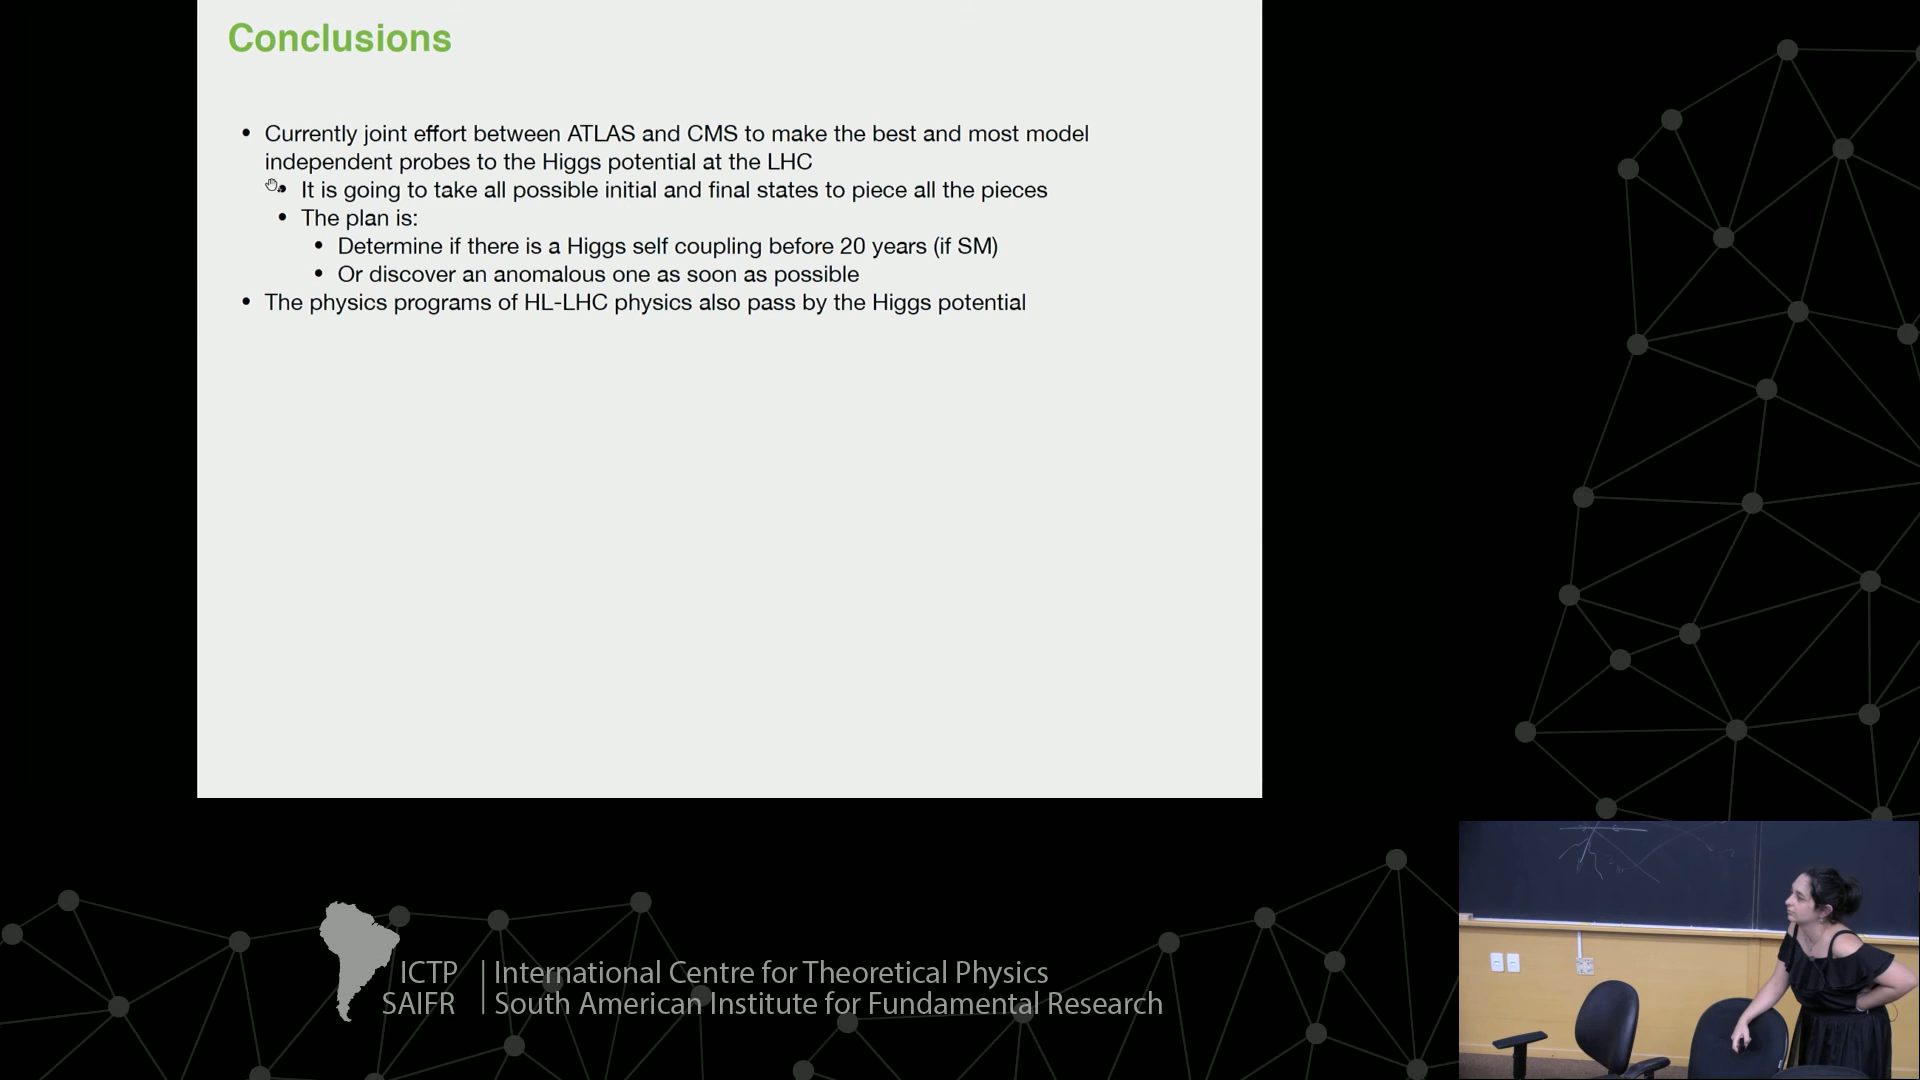 Conclusions
• Currently joint effort between ATLAS and CMS to make the best and most model
independent probes to the Higgs potential at the LHC
• It is going to take all possible initial and final states to piece all the pieces
• The plan is:
• Determine if there is a Higgs self coupling before 20 years (if SM)
• Or discover an anomalous one as soon as possible
• The physics programs of HL-LHC physics also pass by the Higgs potential
ICTP
SAIFR
International Centre for Theoretical Physics
South American Institute for Fundamental Research